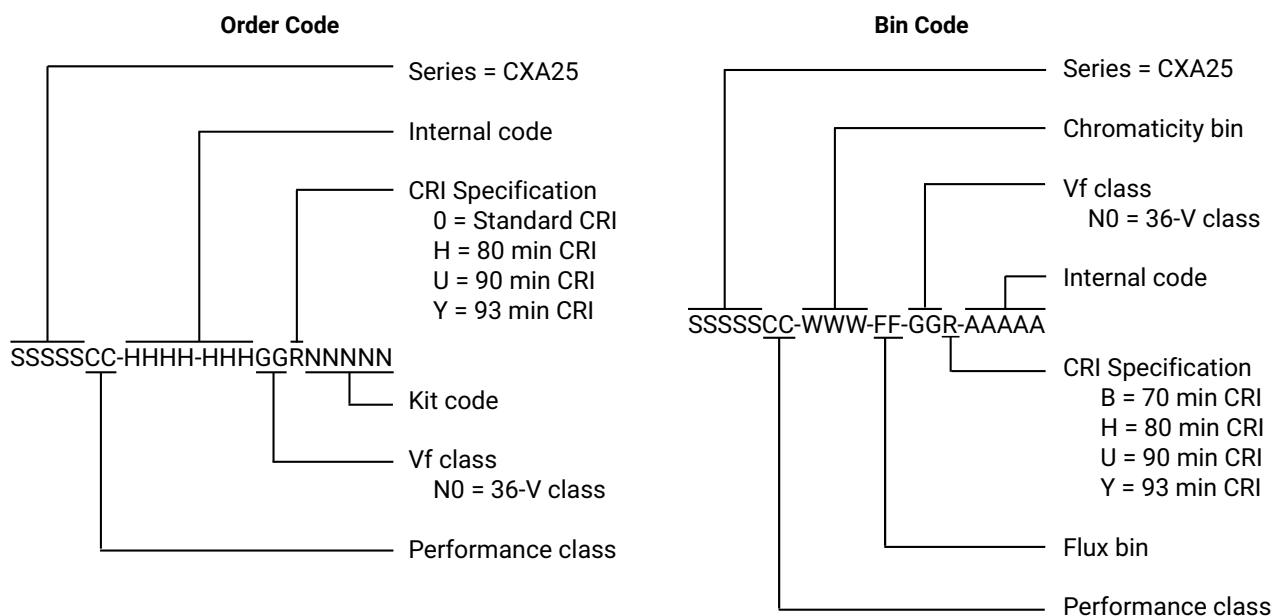 Order Code
Series = CXA25
Internal code
CRI Specification
0 = Standard CRI
H = 80 min CRI
U = 90 min CRI
Y = 93 min CRI
SSSSSCC-HHHH-HHHGGRNNNNN
Kit code
Vf class
N0 = 36-V class
Performance class
Bin Code
Series = CXA25
Chromaticity bin
Vf class
N0 = 36-V class
Internal code
SSSSSCC-WWW-FF-GGR-AAAAA
CRI Specification
B = 70 min CRI
H = 80 min CRI
U = 90 min CRI
Y = 93 min CRI
Flux bin
Performance class